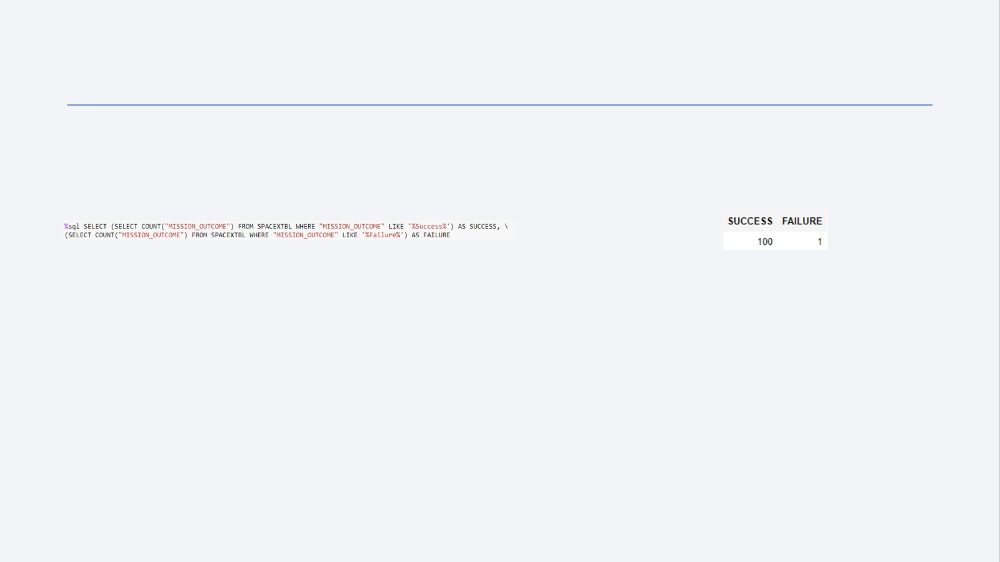 %sql SELECT (SELECT COUNT("MISSION_OUTCOME") FROM SPACEXTBL WHERE "MISSION_OUTCOME" LIKE '%Success%') AS SUCCESS, \
(SELECT COUNT("MISSION_OUTCOME") FROM SPACEXTBL WHERE "MISSION_OUTCOME" LIKE '%Failure%') AS FAILURE
SUCCESS FAILURE
100 1